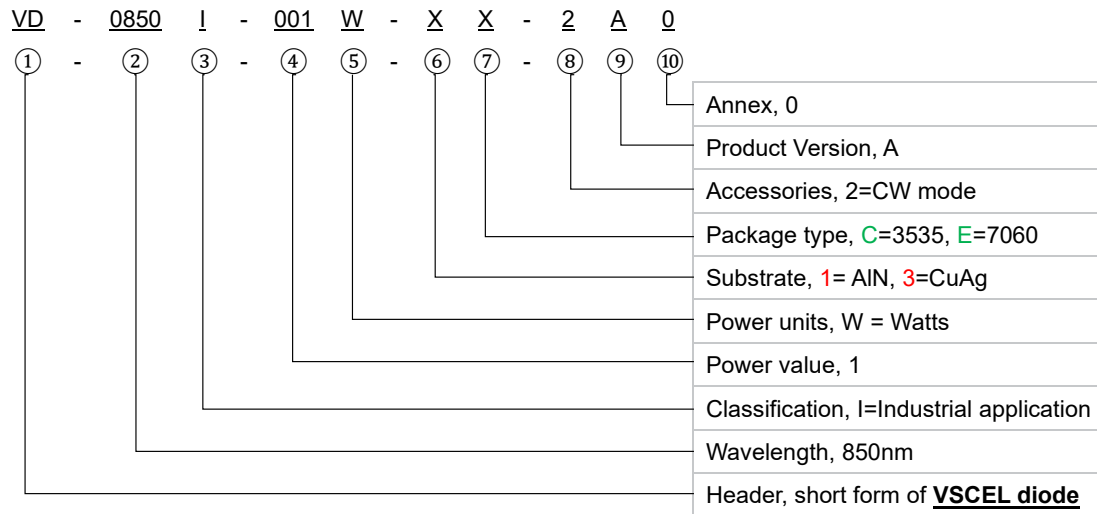 VD - 0850 I - 001 W - X X - 2 A 0
① - ② ③ - ④ ⑤ - ⑥ ⑦ - ⑧ ⑨ ⑩
Annex, 0
Product Version, A
Accessories, 2=CW mode
Package type, C=3535, E=7060
Substrate, 1= AlN, 3=CuAg
Power units, W = Watts
Power value, 1
Classification, I=Industrial application
Wavelength, 850nm
Header, short form of VSCEL diode